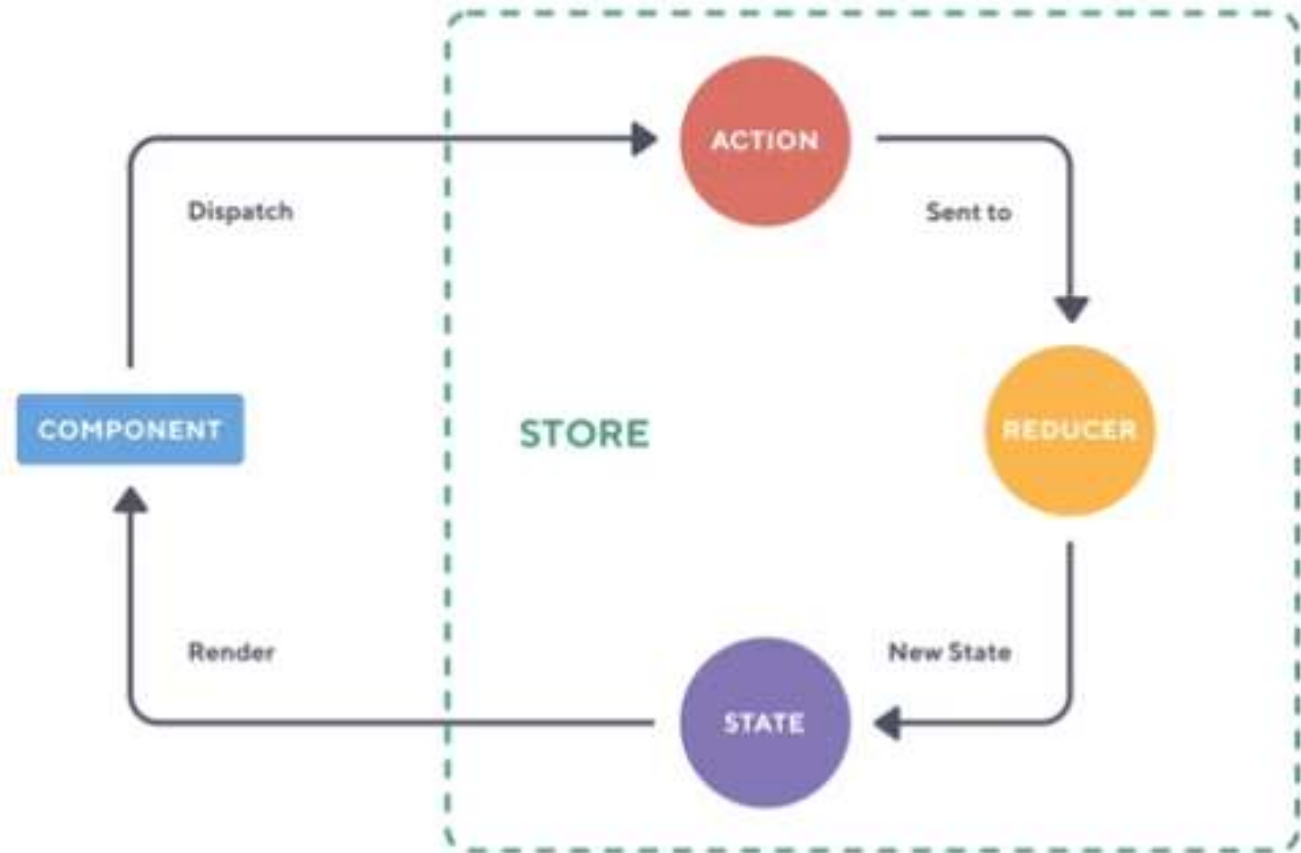 ACTION
Dispatch
Sent to
COMPONENT
STORE
REDUCER
Render
New State
STATE